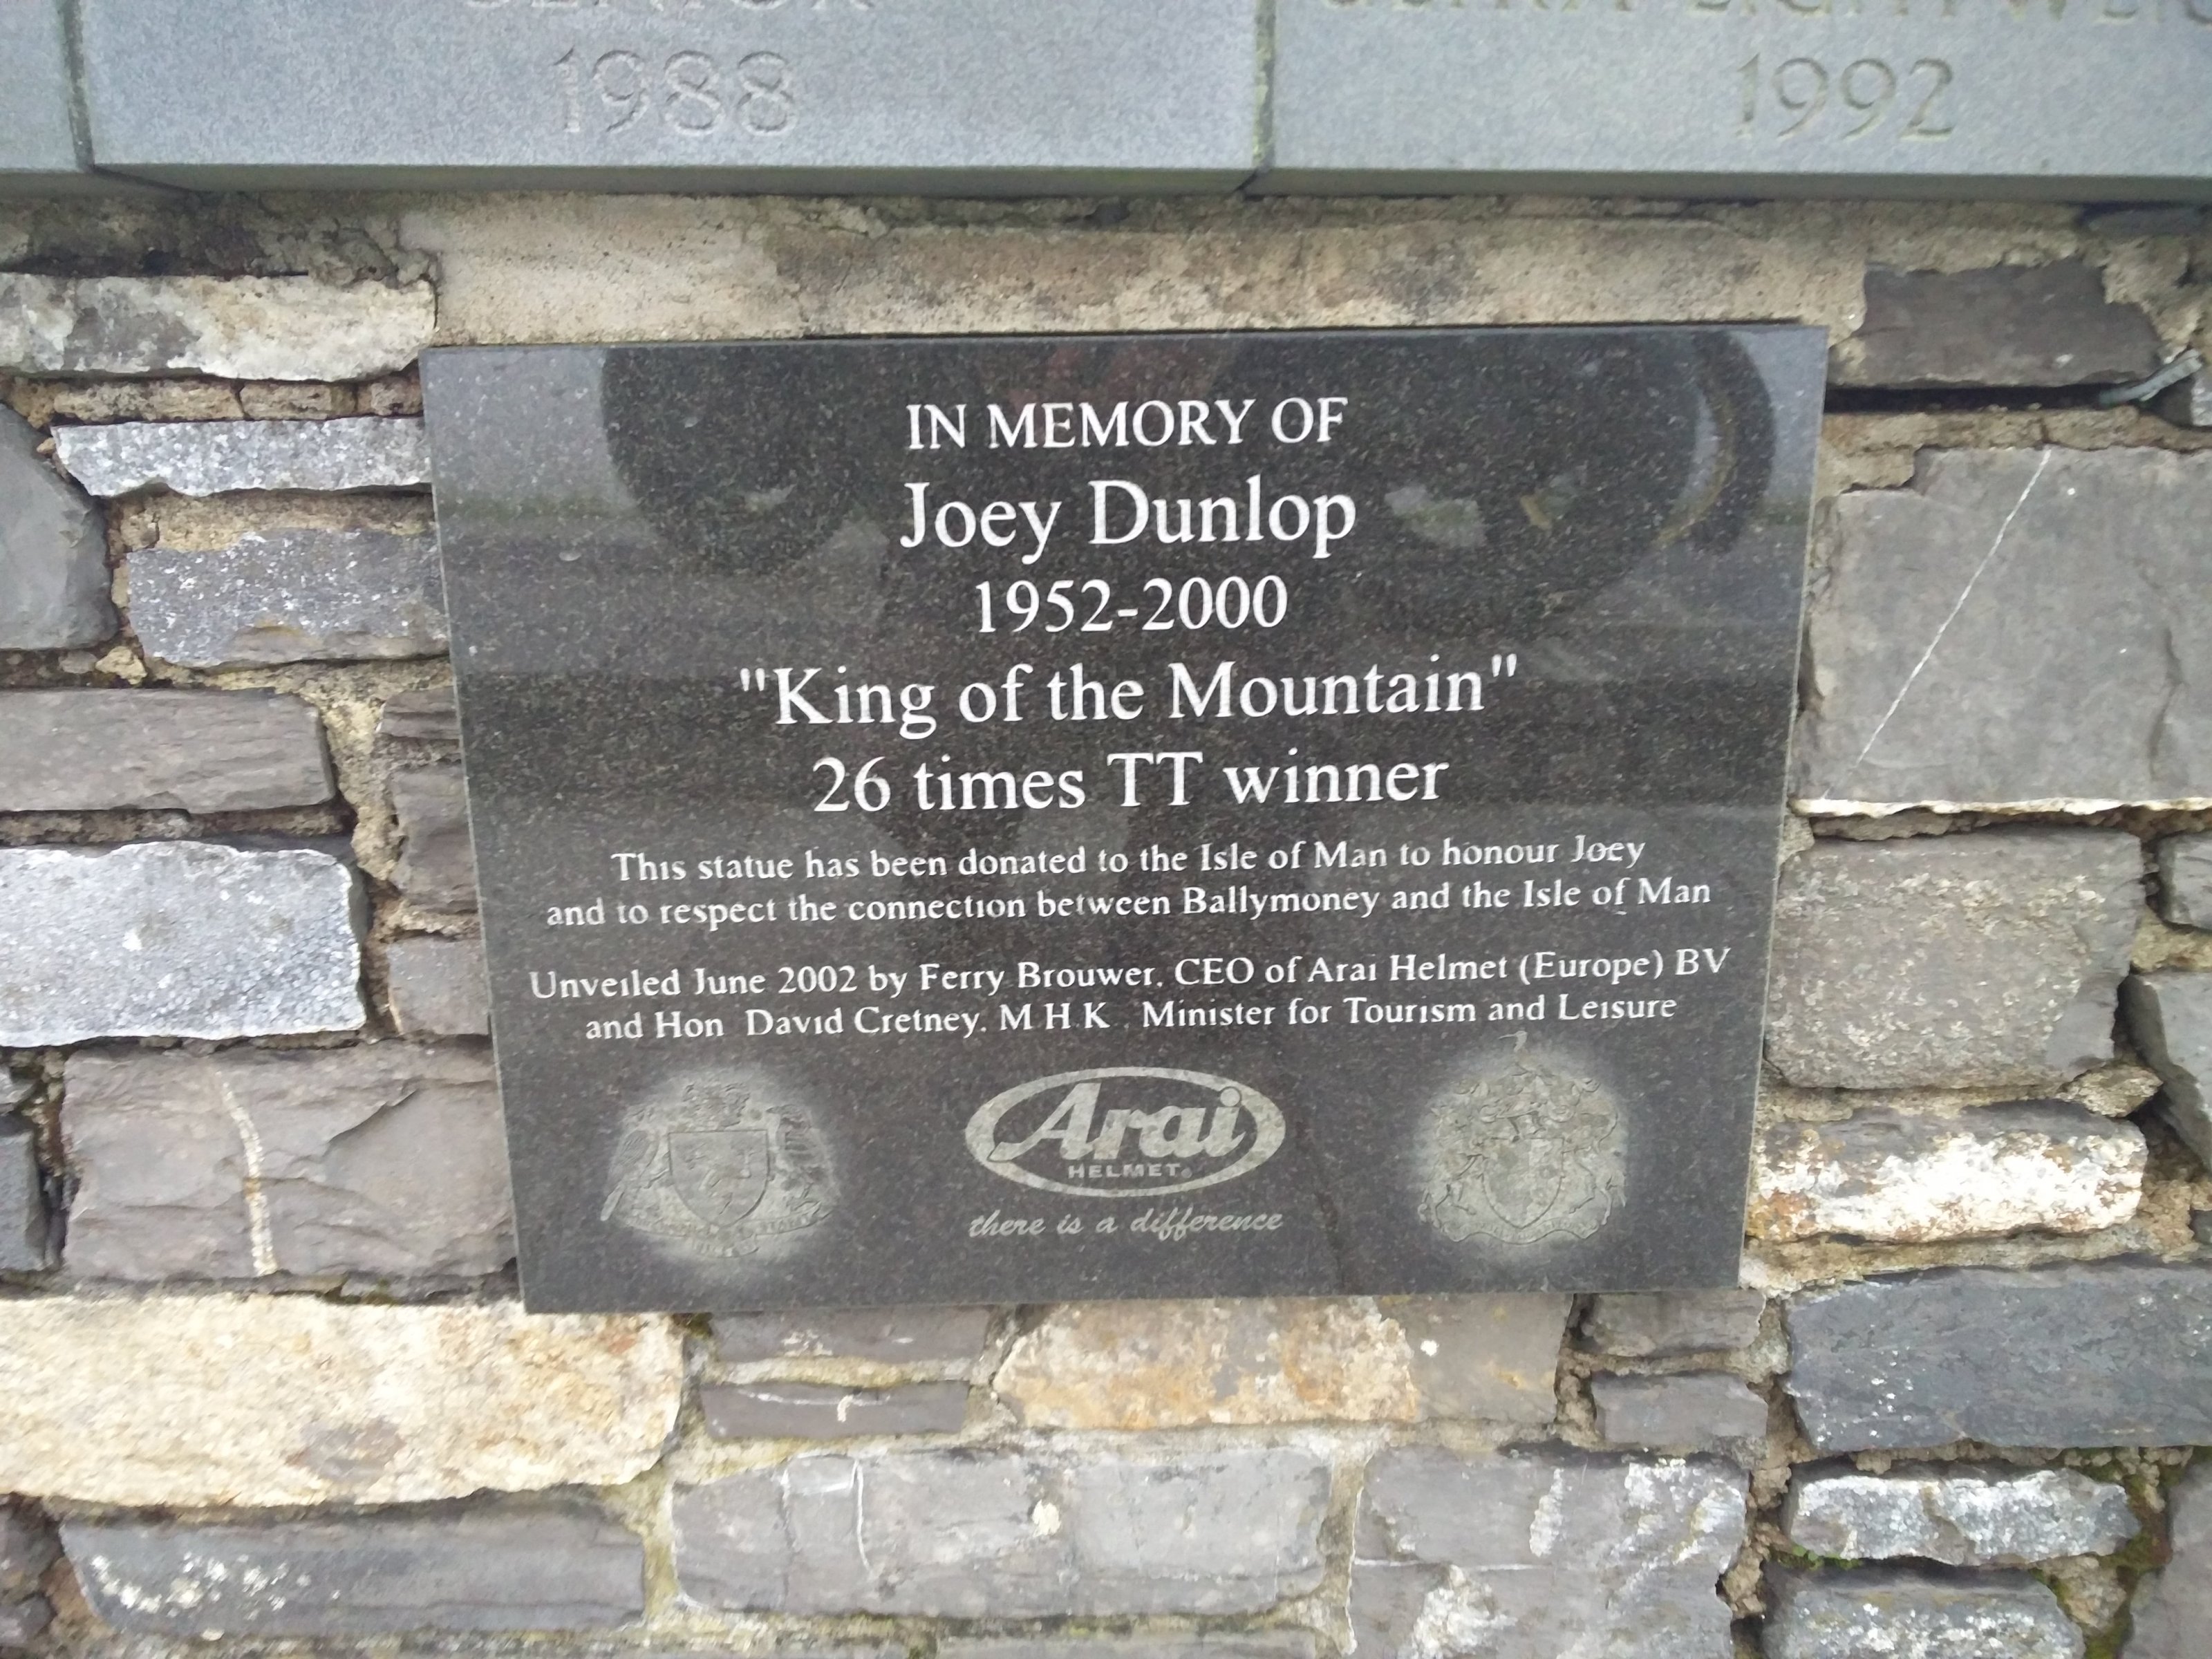 SENIOR
1988
ULTRA LIGHTWEIGHT
1992
IN MEMORY OF
Joey Dunlop
1952-2000
"King of the Mountain"
26 times TT winner
This statue has been donated to the Isle of Man to honour Joey
and to respect the connection between Ballymoney and the Isle of Man
Unveiled June 2002 by Ferry Brouwer, CEO of Arai Helmet (Europe) BV
and Hon David Cretney, M H K , Minister for Tourism and Leisure
Arai
HELMET®
there is a difference